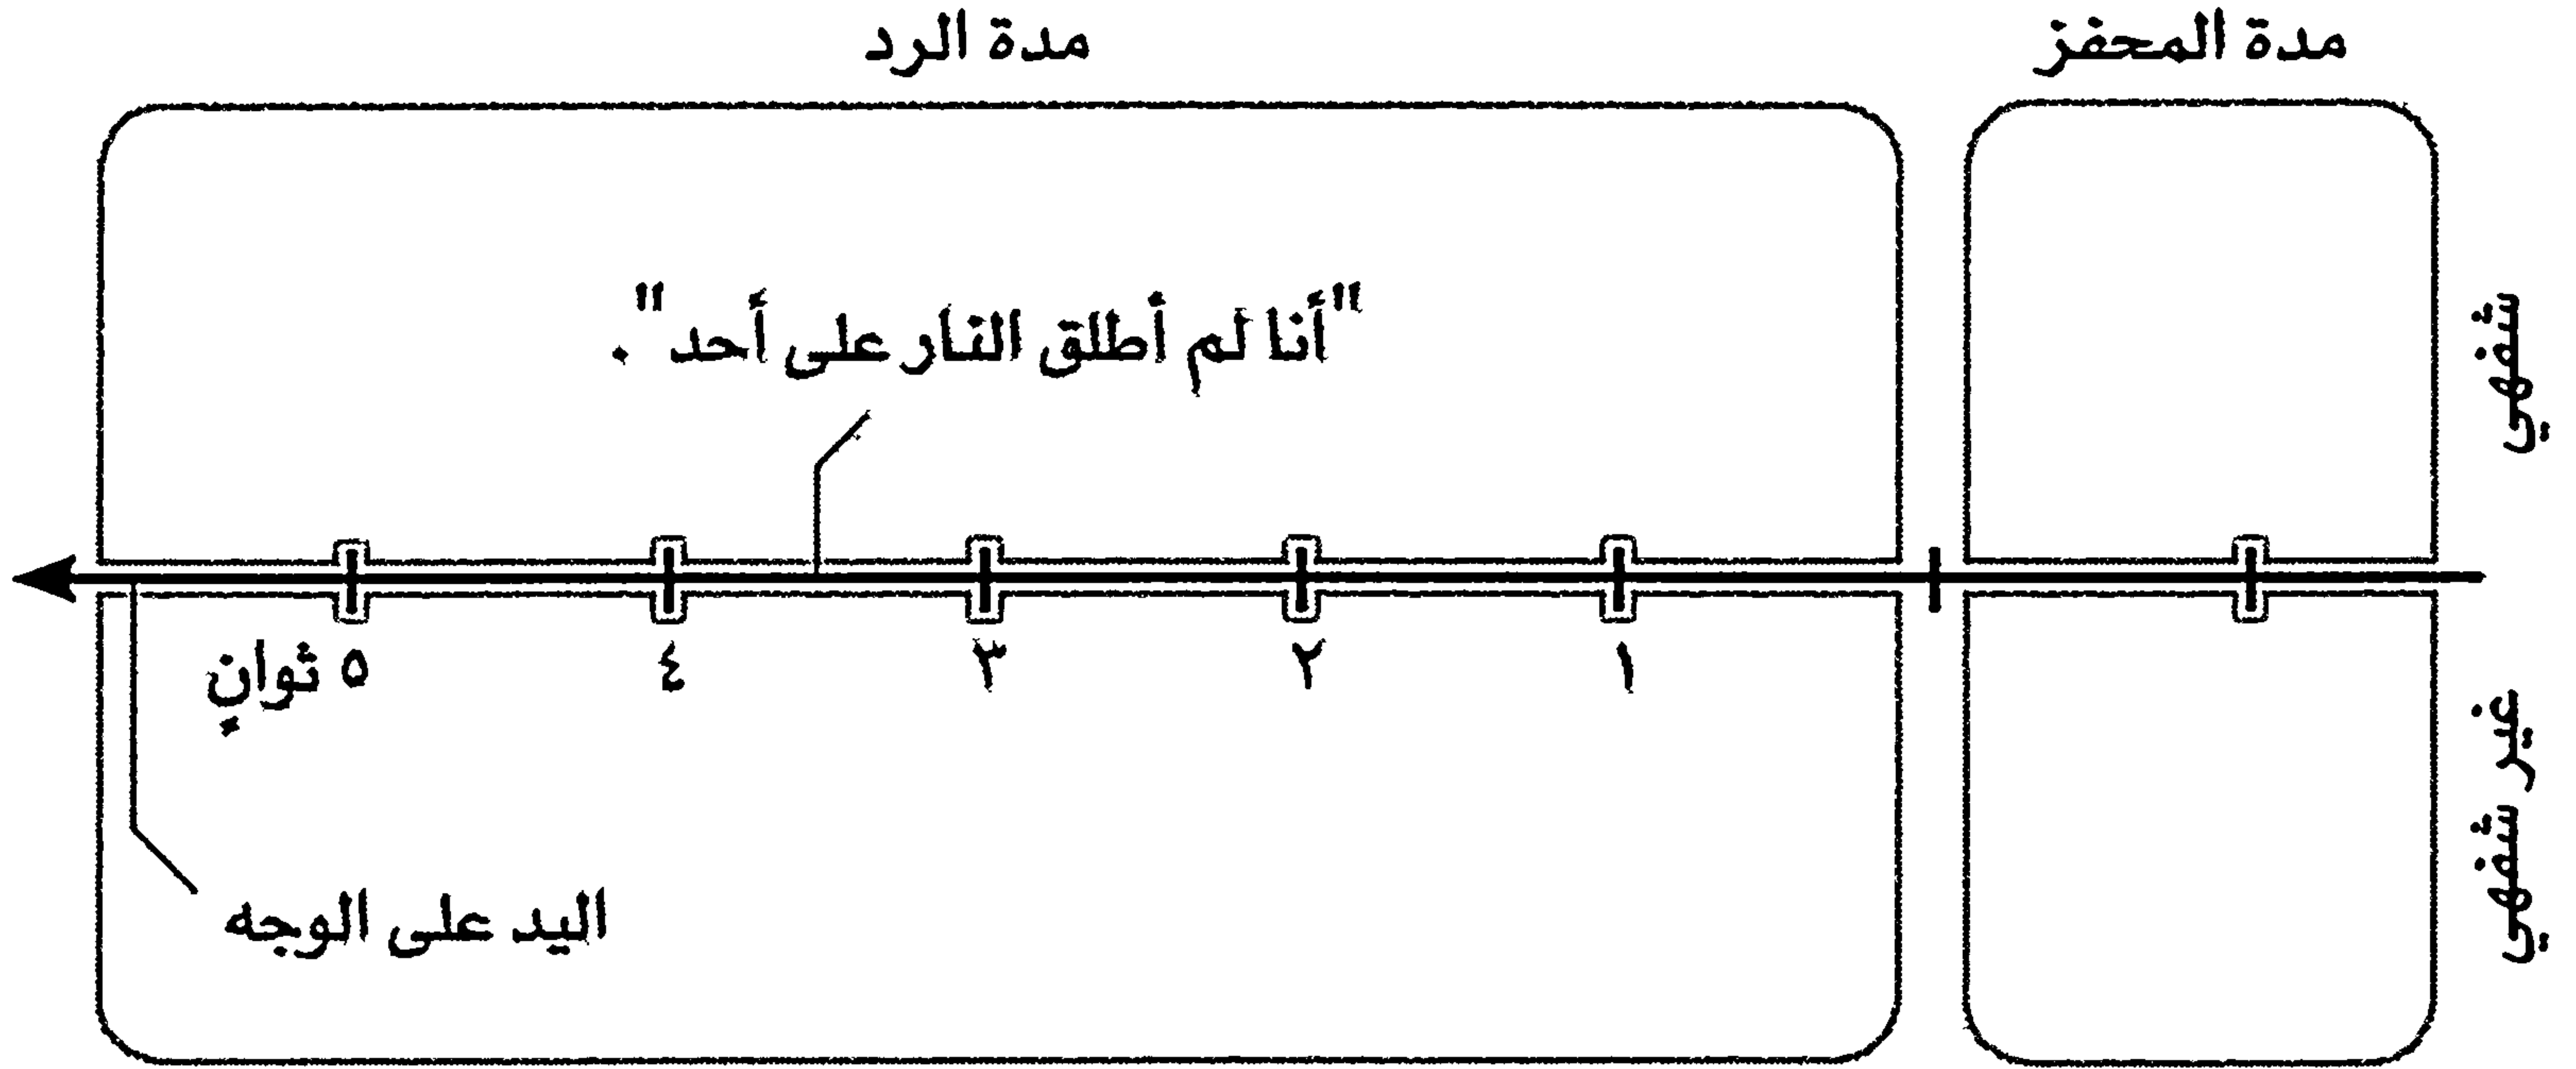 مدة المحفز
مدة الرد
شفهي
"أنا لم أطلق النار على أحد".
١
٢
٣
٤
٥ ثوانٍ
غير شفهي
اليد على الوجه